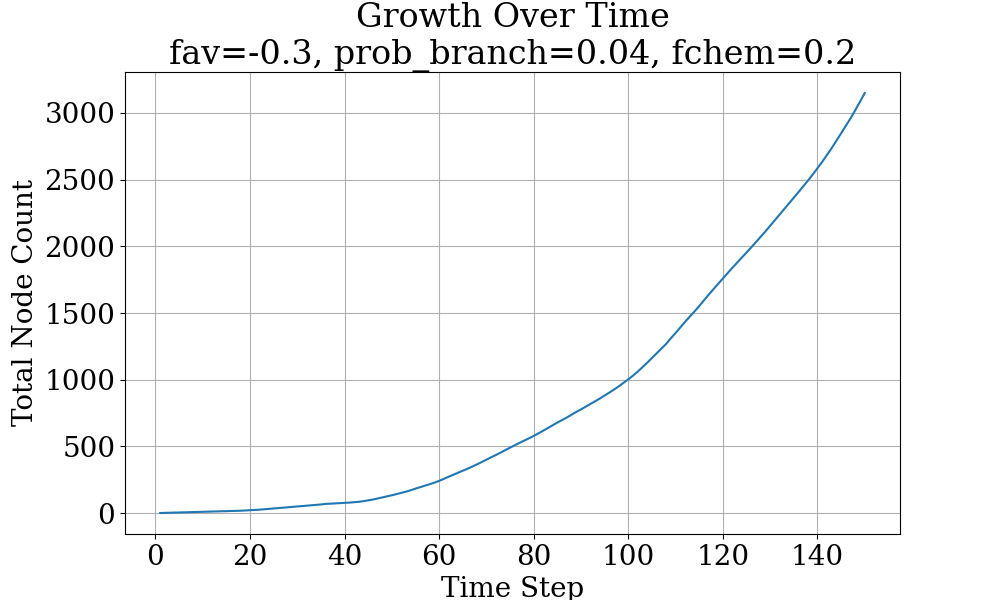 Growth Over Time
fav=-0.3, prob_branch=0.04, fchem=0.2
Total Node Count
3000
2500
2000
1500
1000
500
0
0 20 40 60 80 100 120 140
Time Step